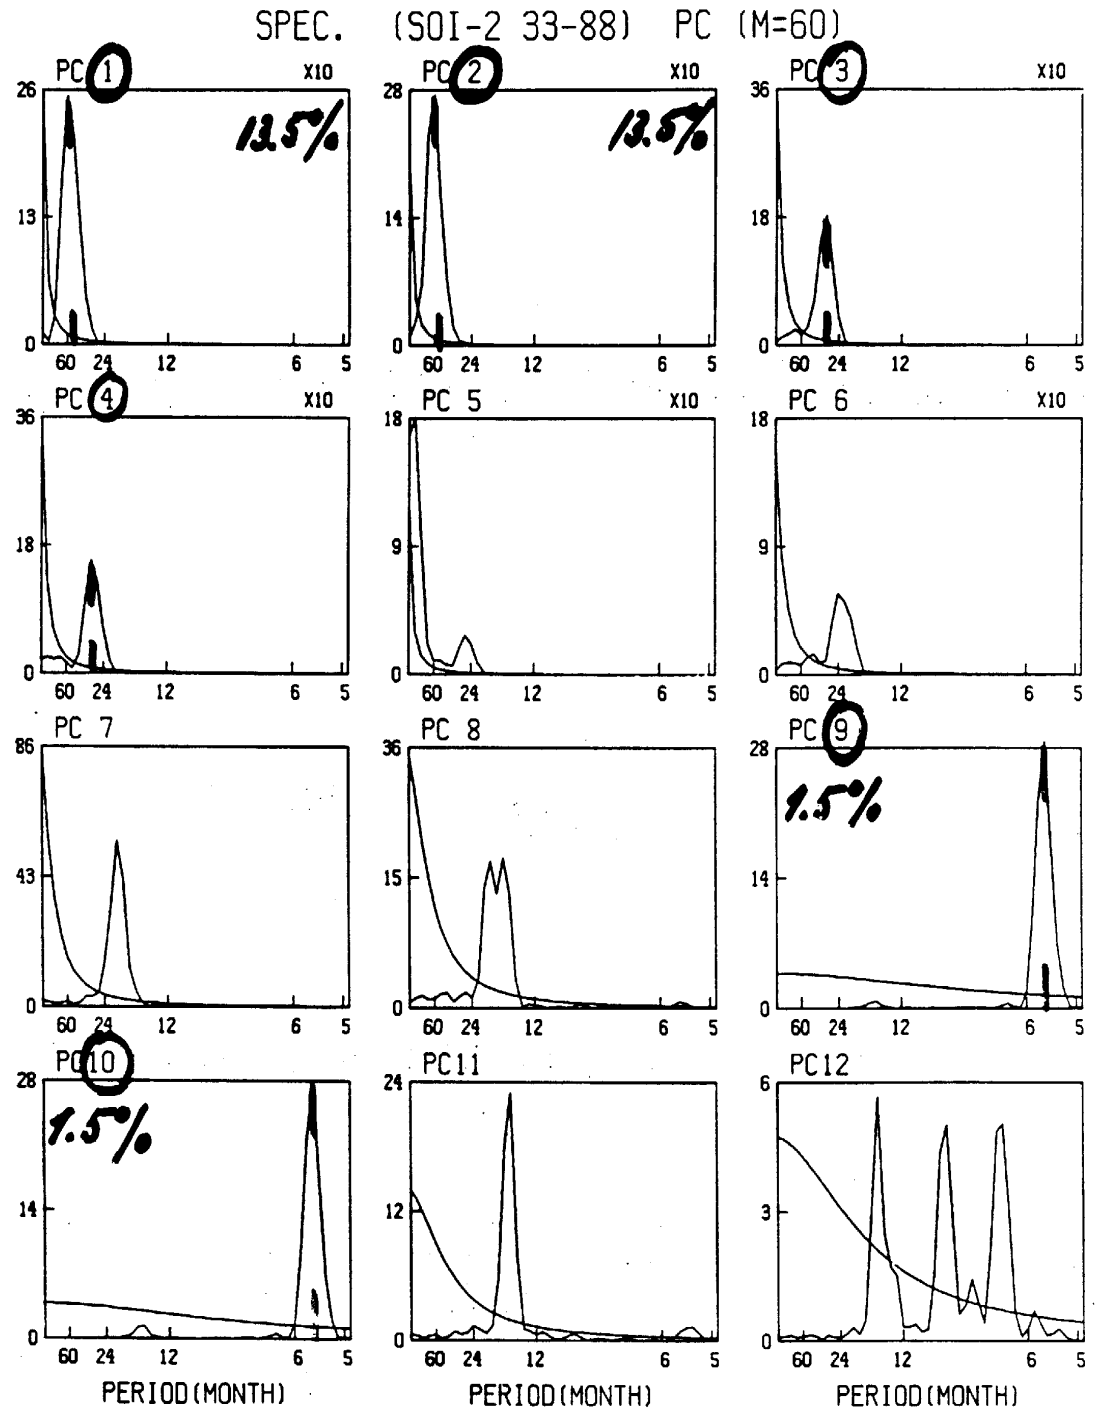 SPEC. (SOI-2 33-88) PC (M=60)
PC 1 X10
13.5%
26
13
0
60 24 12 6 5
PC 2 X10
13.5%
28
14
0
60 24 12 6 5
PC 3 X10
36
18
0
60 24 12 6 5
PC 4 X10
36
18
0
60 24 12 6 5
PC 5 X10
18
9
0
60 24 12 6 5
PC 6 X10
18
9
0
60 24 12 6 5
PC 7
86
43
0
60 24 12 6 5
PC 8
36
15
0
60 24 12 6 5
PC 9
1.5%
28
14
0
60 24 12 6 5
PC10
1.5%
28
14
0
60 24 12 6 5
PERIOD(MONTH)
PC11
24
12
0
60 24 12 6 5
PERIOD(MONTH)
PC12
6
3
0
60 24 12 6 5
PERIOD(MONTH)